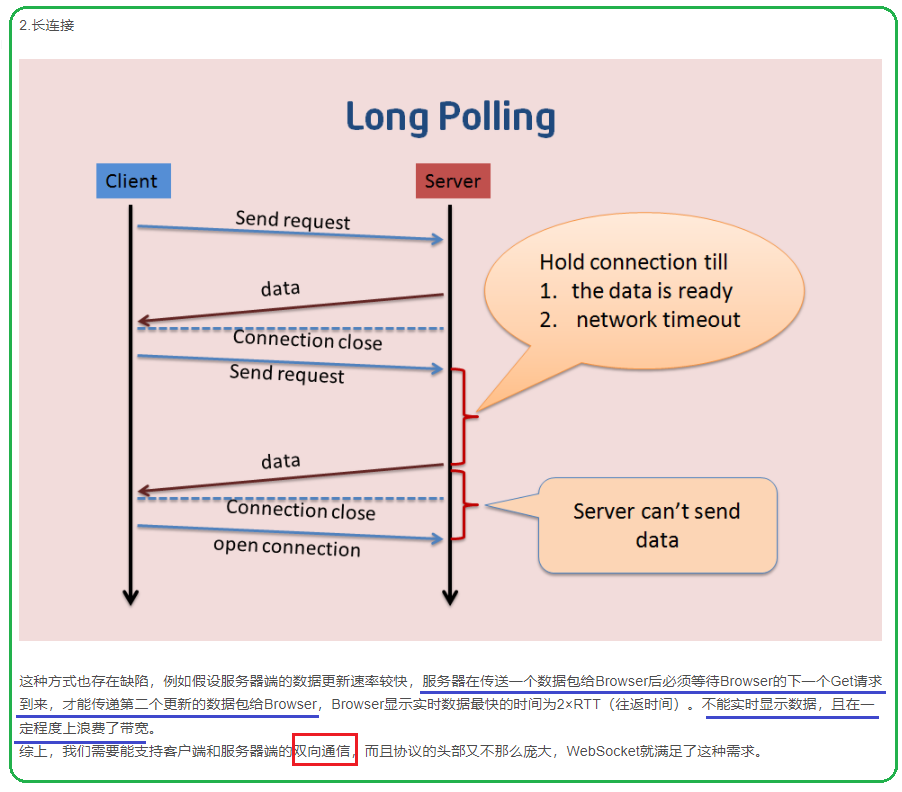 2.长连接
Long Polling
Client
Server
Send request
data
Connection close
Send request
Hold connection till
1. the data is ready
2. network timeout
data
Connection close
open connection
Server can’t send
data
这种方式也存在缺陷，例如假设服务器端的数据更新速率较快，服务器在传送一个数据包给Browser后必须等待Browser的下一个Get请求
到来，才能传递第二个更新的数据包给Browser，Browser显示实时数据最快的时间为2×RTT（往返时间）。不能实时显示数据，且在一
定程度上浪费了带宽。
综上，我们需要能支持客户端和服务器端的双向通信，而且协议的头部又不那么庞大，WebSocket就满足了这种需求。